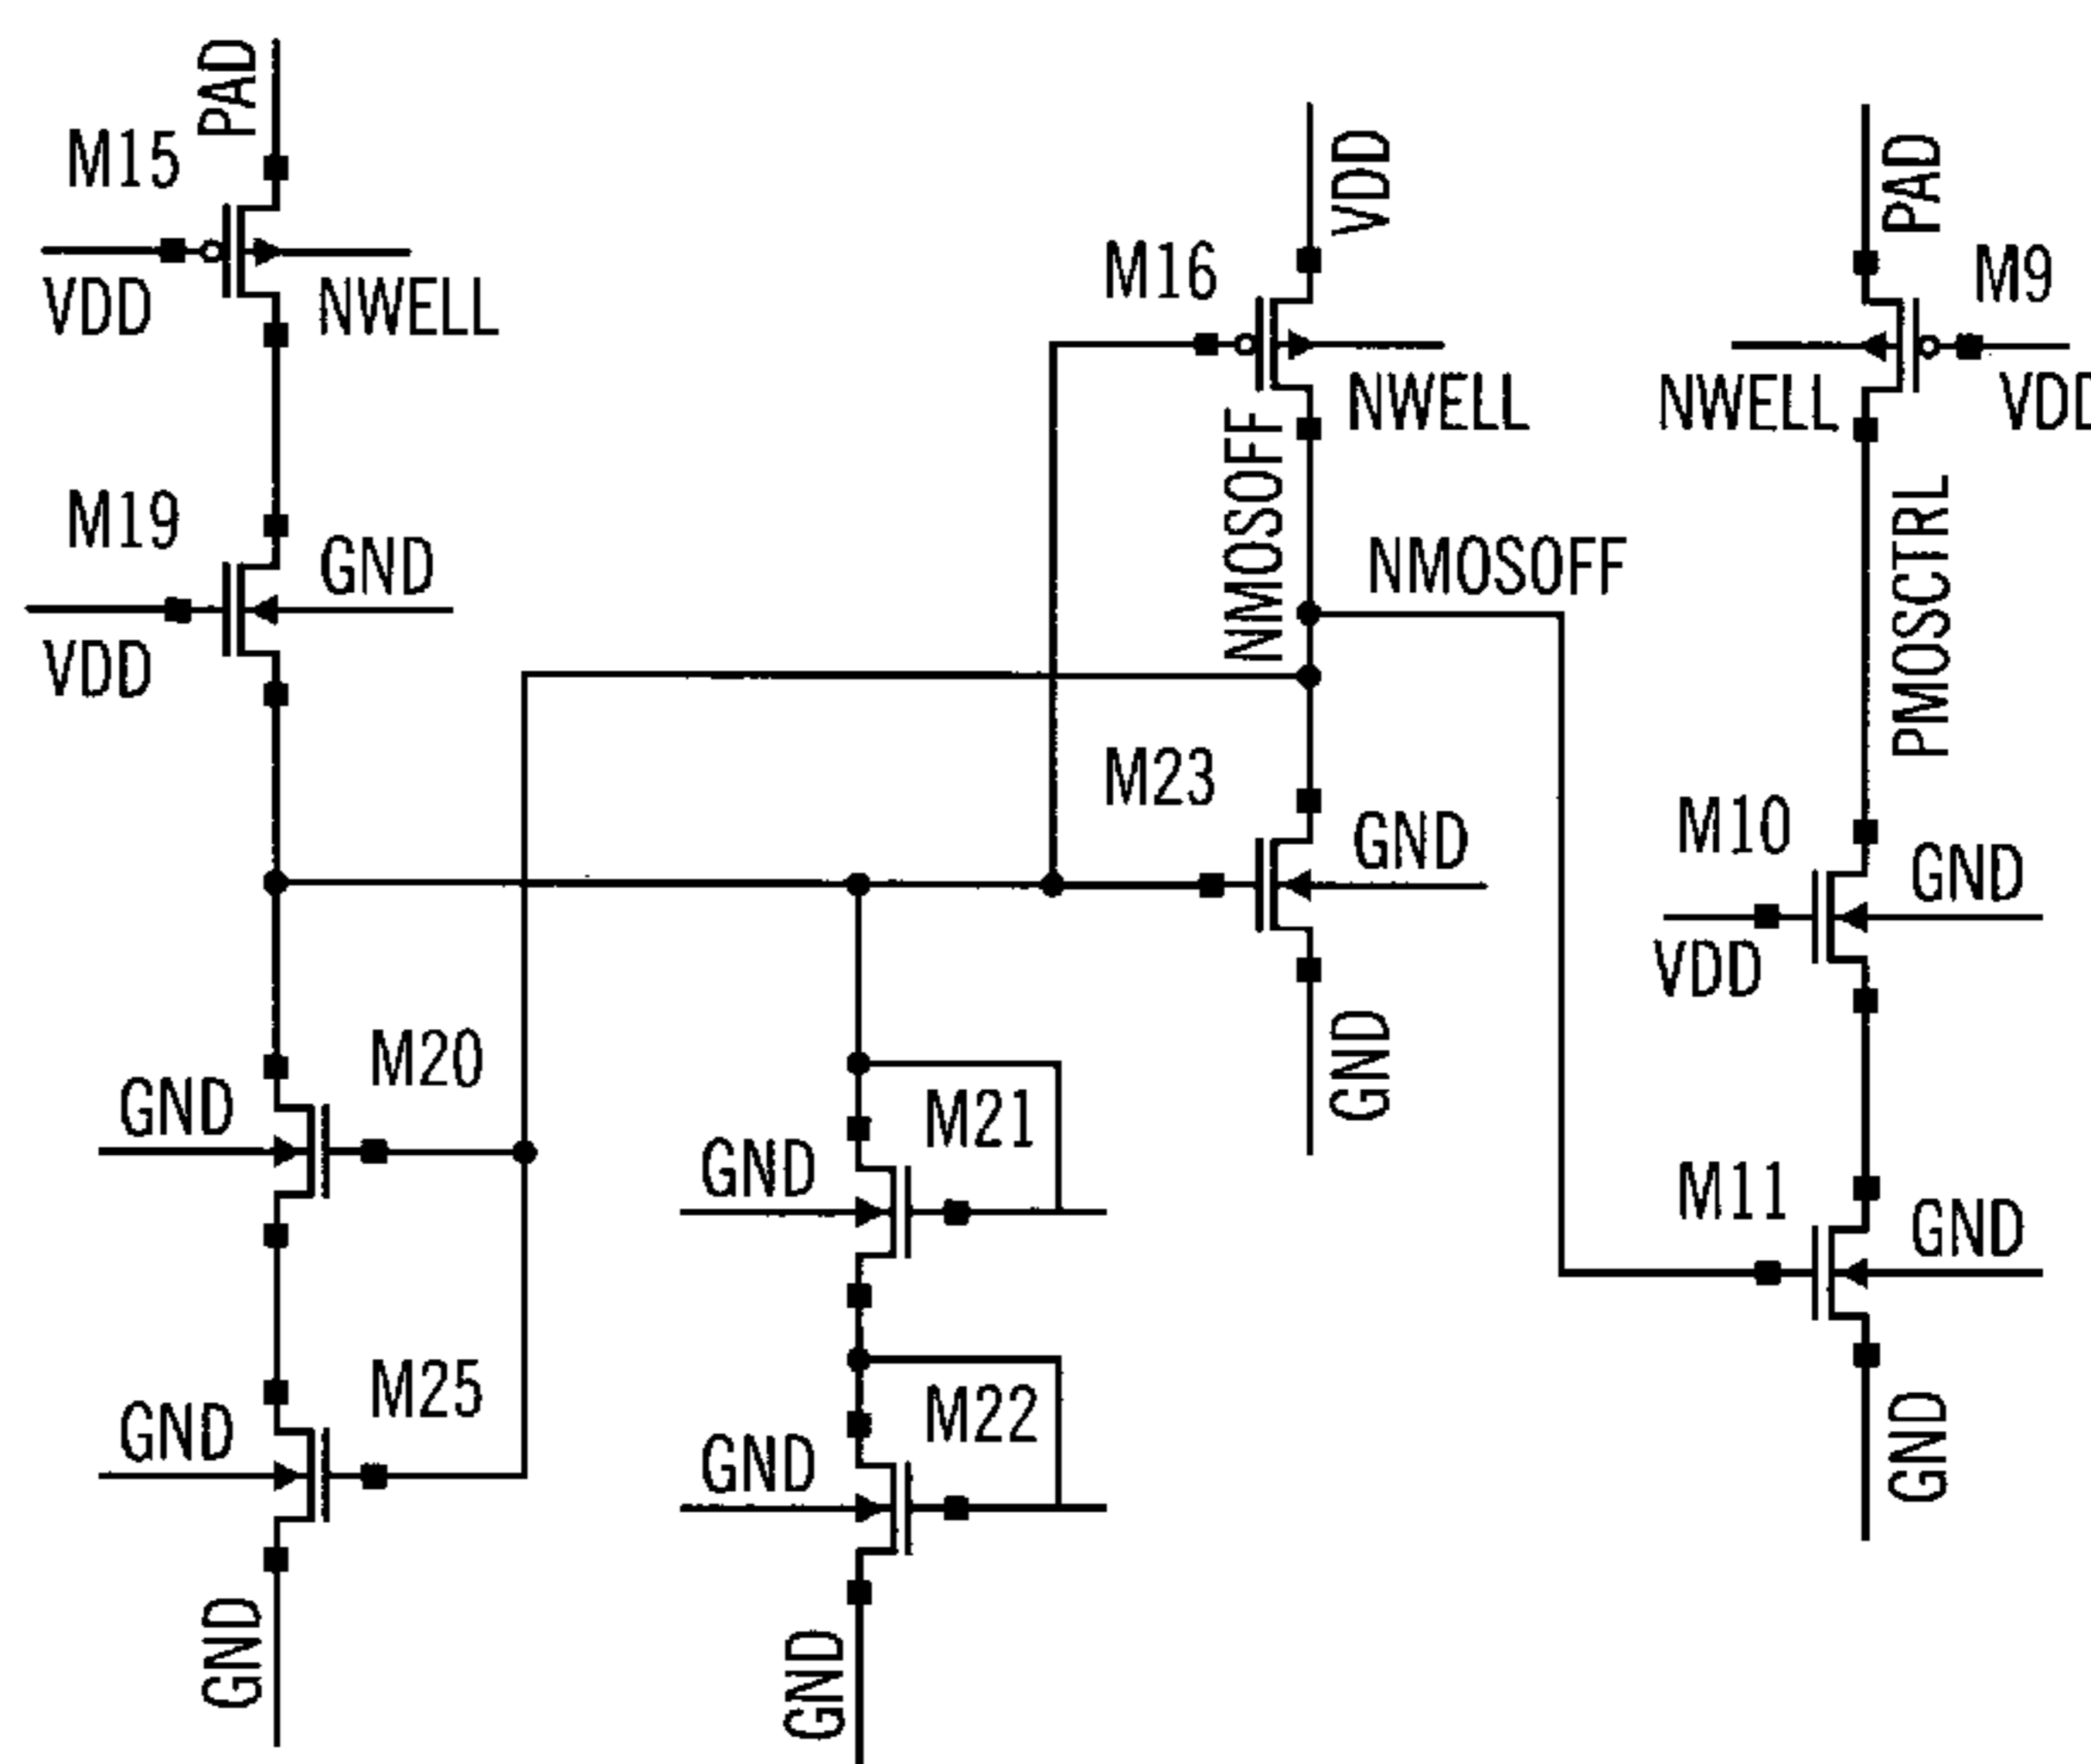 PAD
M15
VDD
NWELL
M19
GND
VDD
M20
GND
M25
GND
GND
M21
GND
M22
GND
GND
VDD
M16
NWELL
NMOSOFF
NMOSOFF
M23
GND
GND
PAD
M9
NWELL
VDD
PMOSCTRL
M10
GND
VDD
M11
GND
GND